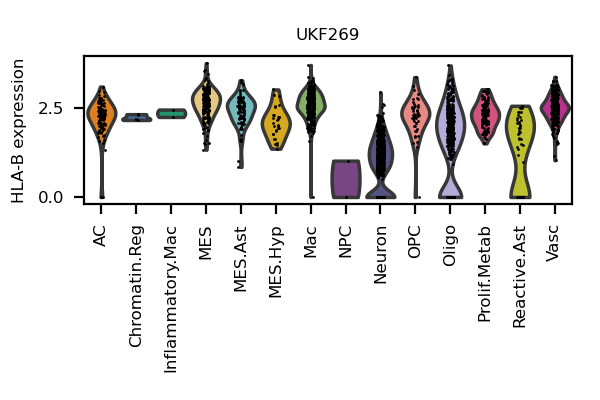 UKF269
HLA-B expression
2.5
0.0
AC
Chromatin.Reg
Inflammatory.Mac
MES
MES.Ast
MES.Hyp
Mac
NPC
Neuron
OPC
Oligo
Prolif.Metab
Reactive.Ast
Vasc